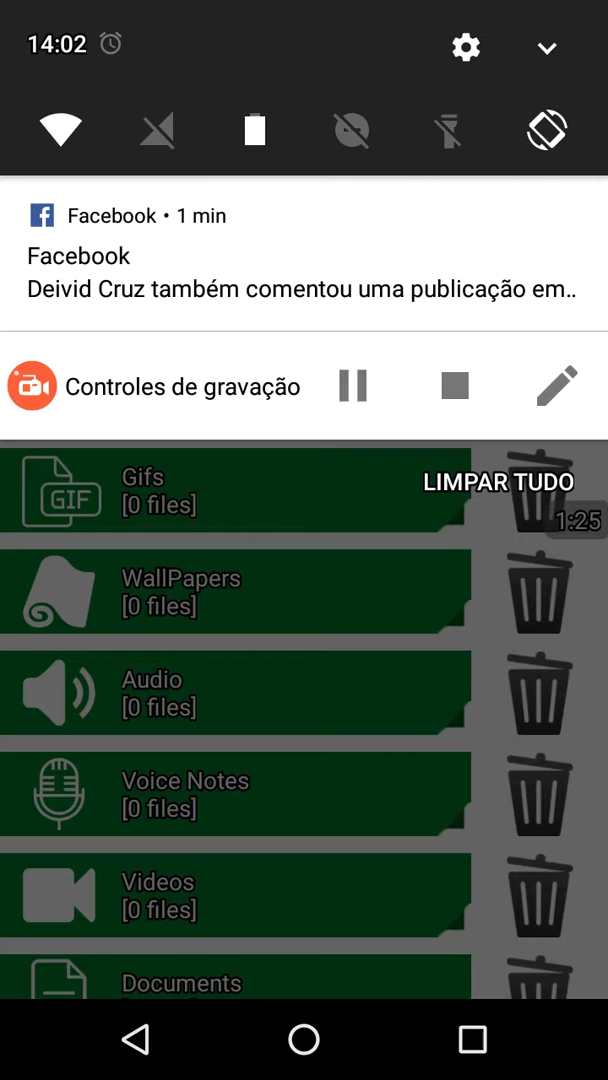 14:02
Facebook • 1 min
Facebook
Deivid Cruz também comentou uma publicação em..
Controles de gravação
Gifs
[0 files]
GIF
LIMPAR TUDO
1:25
WallPapers
[0 files]
Audio
[0 files]
Voice Notes
[0 files]
Videos
[0 files]
Documents